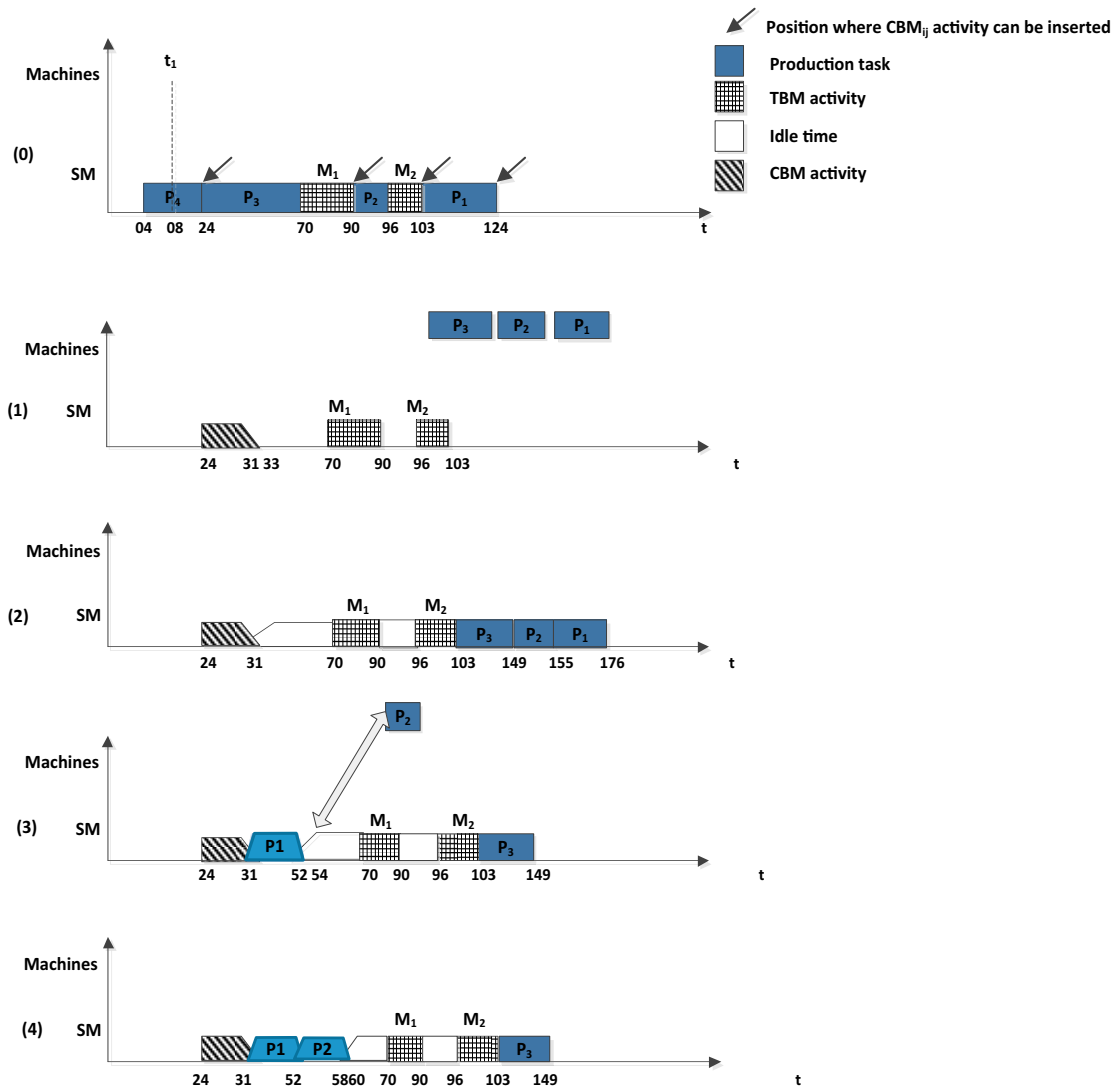 Position where CBMij activity can be inserted
Production task
TBM activity
Idle time
CBM activity
Machines
t1
(0)
SM
P4
P3
M1
P2
M2
P1
04 08 24 70 90 96 103 124 t
P3 P2 P1
Machines
(1)
SM
M1 M2
24 31 33 70 90 96 103 t
Machines
(2)
SM
M1 M2
P3 P2 P1
24 31 70 90 96 103 149 155 176 t
P2
Machines
(3)
SM
M1 M2
P1 P3
24 31 52 54 70 90 96 103 149 t
Machines
(4)
SM
M1 M2
P1 P2 P3
24 31 52 58 60 70 90 96 103 149 t